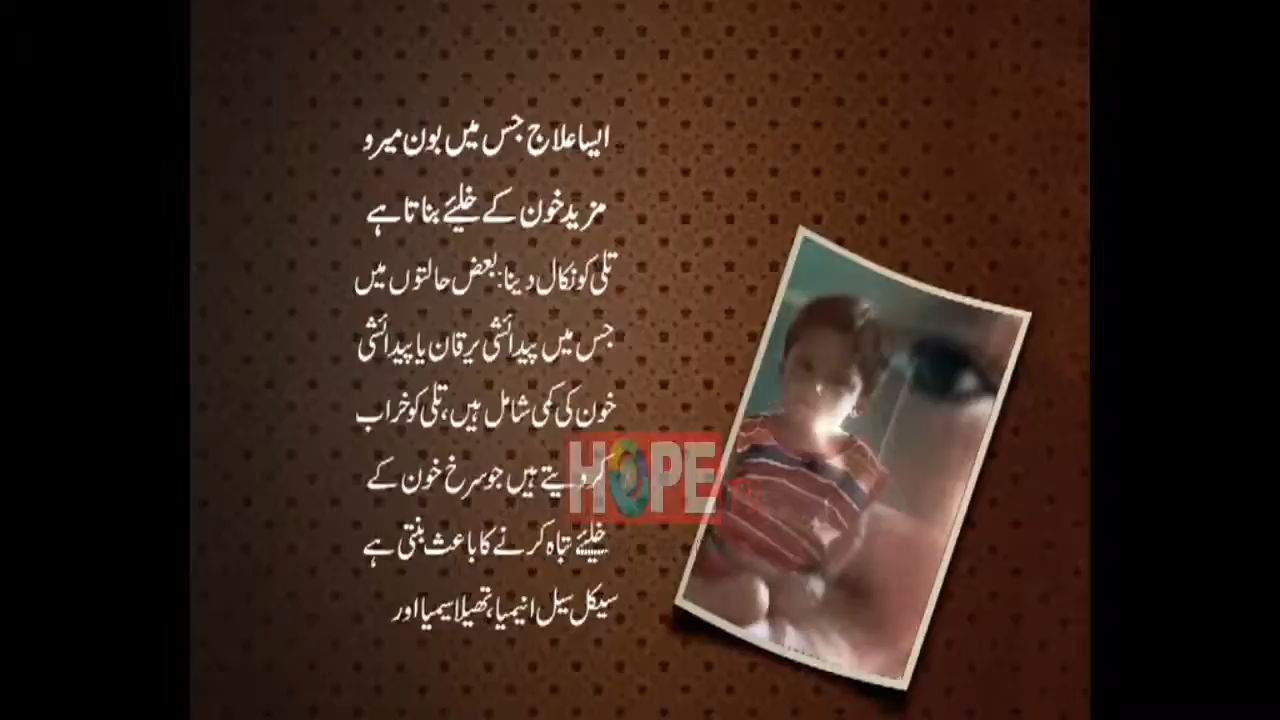 ایسا علاج جس میں بون میرو
مزید خون کے خلیئے بناتا ہے
تلی کو نکال دینا: بعض حالتوں میں
جس میں پیدائشی یرقان یا پیدائشی
خون کی کمی شامل ہیں، تلی کو خراب
کر دیتے ہیں جو سرخ خون کے
خلیئے تباہ کرنے کا باعث بنتی ہے
سیکل سیل انیمیا، تھیلاسیمیا اور
HOPE